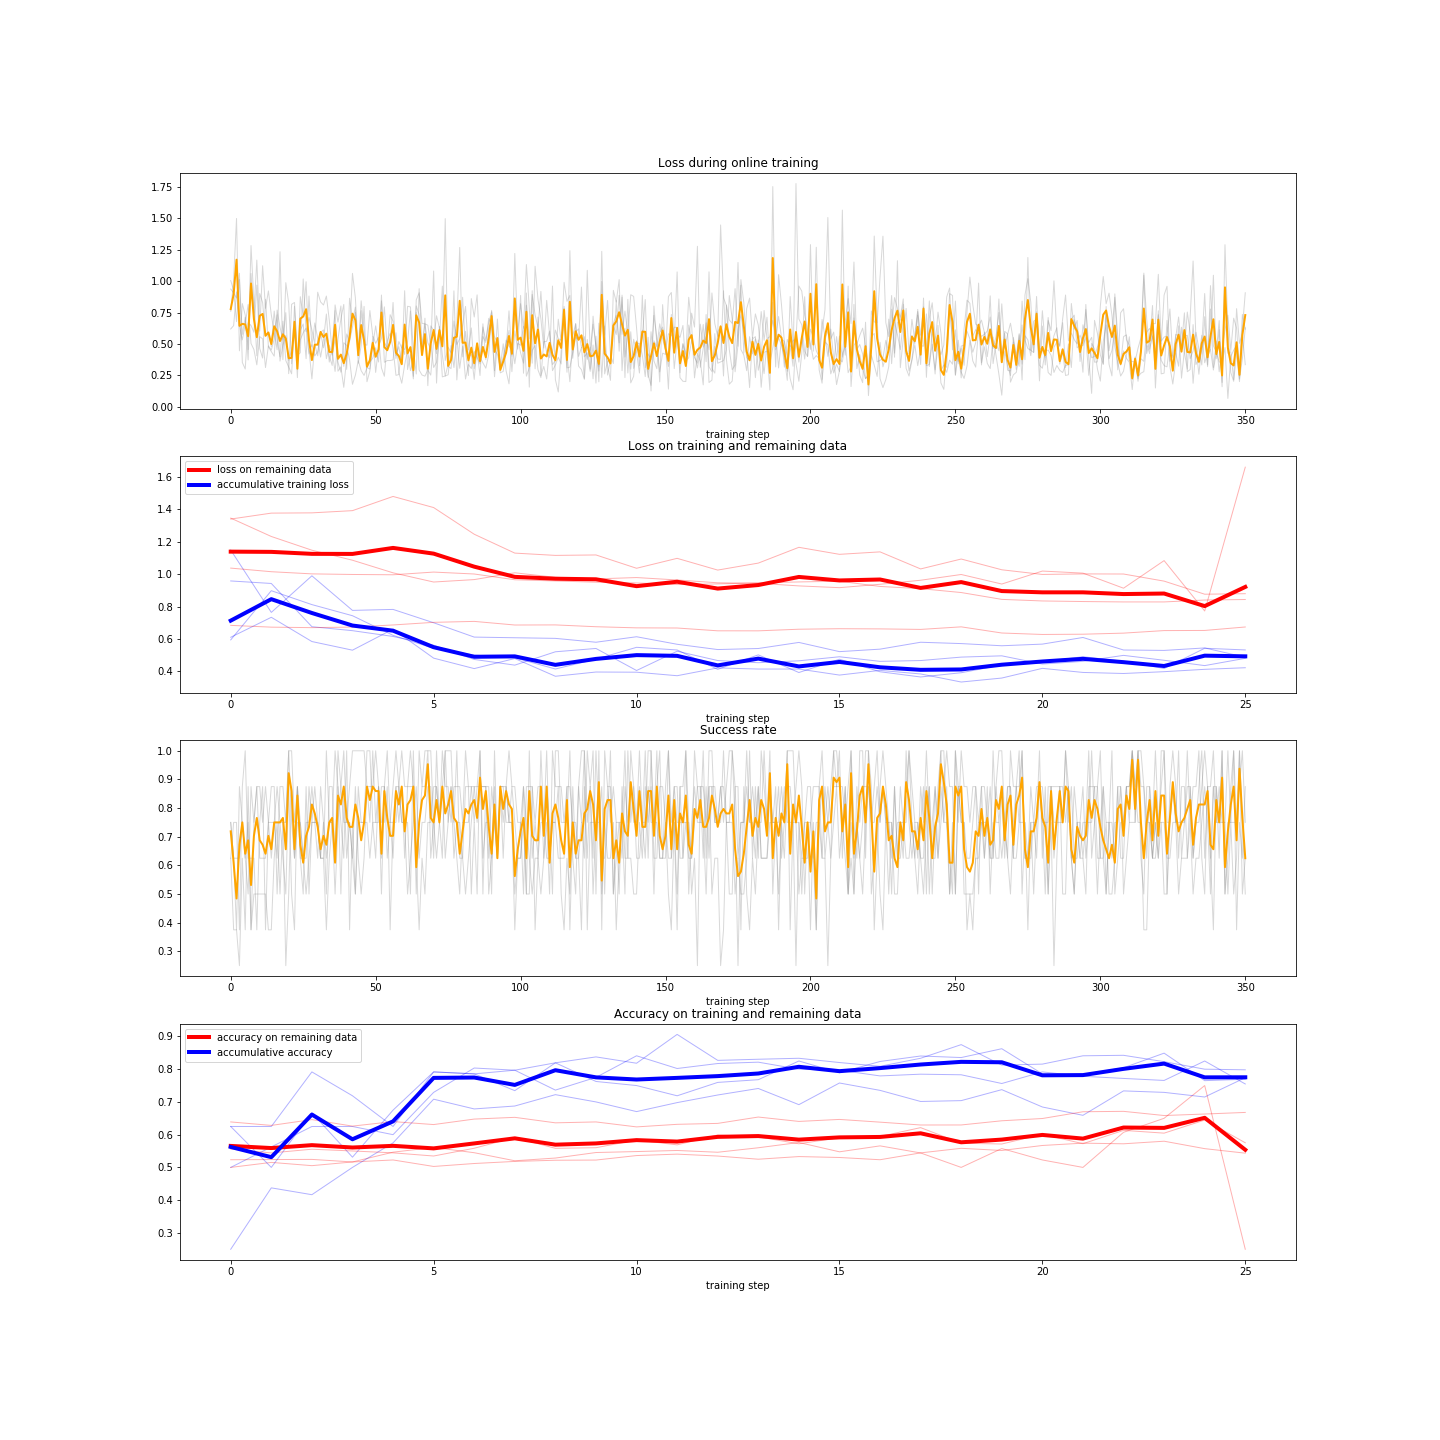 Loss during online training
1.75
1.50
1.25
1.00
0.75
0.50
0.25
0.00
0 50 100 150 200 250 300 350
training step
Loss on training and remaining data
loss on remaining data
accumulative training loss
1.6
1.4
1.2
1.0
0.8
0.6
0.4
0 5 10 15 20 25
training step
Success rate
1.0
0.9
0.8
0.7
0.6
0.5
0.4
0.3
0 50 100 150 200 250 300 350
training step
Accuracy on training and remaining data
accuracy on remaining data
accumulative accuracy
0.9
0.8
0.7
0.6
0.5
0.4
0.3
0 5 10 15 20 25
training step